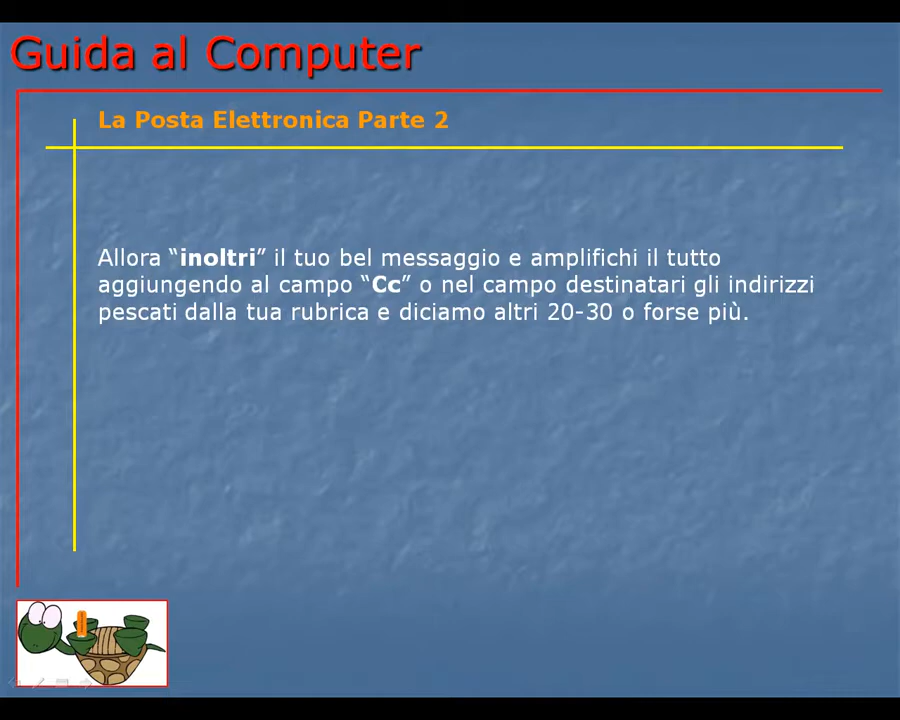 Guida al Computer
La Posta Elettronica Parte 2
Allora “inoltri” il tuo bel messaggio e amplifichi il tutto
aggiungendo al campo “Cc” o nel campo destinatari gli indirizzi
pescati dalla tua rubrica e diciamo altri 20-30 o forse più.